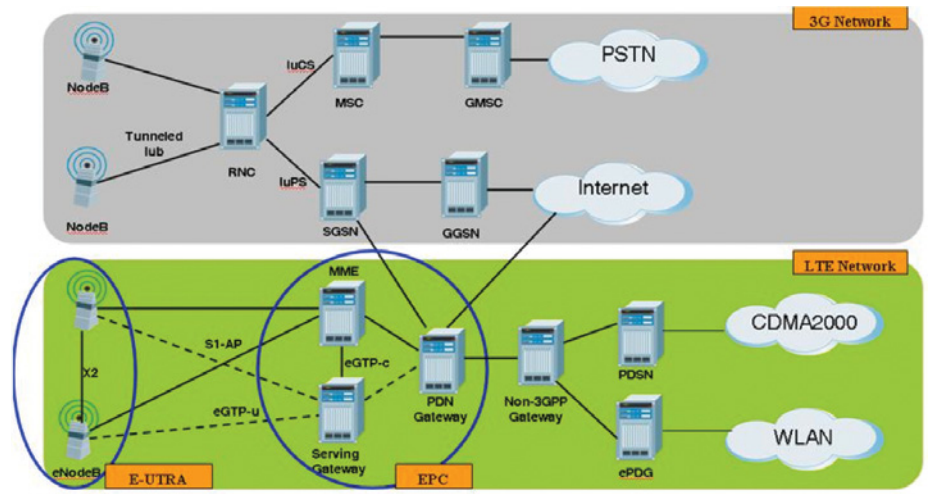 3G Network
NodeB
IuCS
MSC
GMSC
PSTN
Tunneled
Iub
RNC
NodeB
IuPS
SGSN
GGSN
Internet
LTE Network
MME
X2
S1-AP
eGTP-c
eGTP-u
eNodeB
E-UTRA
Serving
Gateway
EPC
PDN
Gateway
Non-3GPP
Gateway
PDSN
CDMA2000
ePDG
WLAN